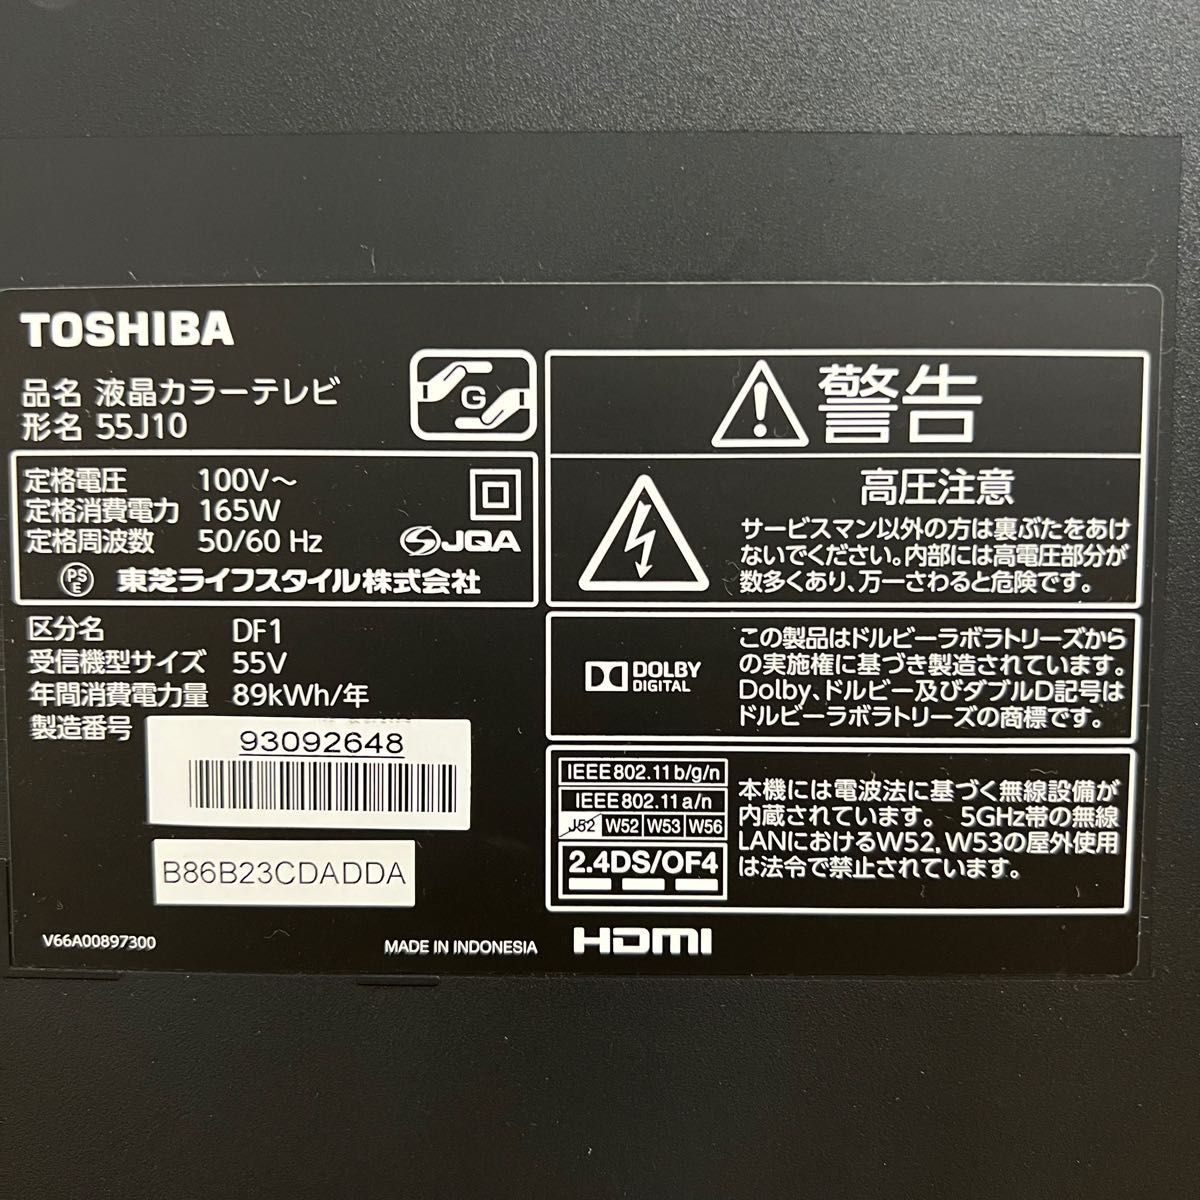 TOSHIBA
品名 液晶カラーテレビ
形名 55J10
G
定格電圧 100V～
定格消費電力 165W
定格周波数 50/60 Hz
JQA
PS
E
東芝ライフスタイル株式会社
区分名 DF1
受信機型サイズ 55V
年間消費電力量 89kWh/年
製造番号
93092648
B86B23CDADDA
V66A00897300
MADE IN INDONESIA
警告
高圧注意
サービスマン以外の方は裏ぶたをあけ
ないでください。内部には高電圧部分が
数多くあり、万一さわると危険です。
DOLBY
DIGITAL
この製品はドルビーラボラトリーズから
の実施権に基づき製造されています。
Dolby、ドルビー及びダブルD記号は
ドルビーラボラトリーズの商標です。
IEEE802.11b/g/n
IEEE802.11a/n
J52 W52 W53 W56
2.4DS/OF4
本機には電波法に基づく無線設備が
内蔵されています。 5GHz帯の無線
LANにおけるW52, W53の屋外使用
は法令で禁止されています。
HDMI